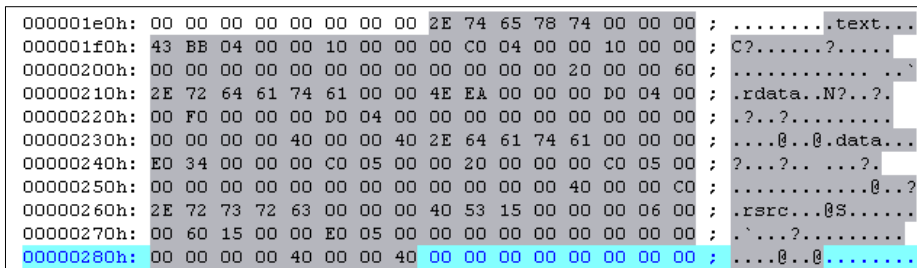 000001e0h: 00 00 00 00 00 00 00 00 2E 74 65 78 74 00 00 00 ; .........text...
000001f0h: 43 BB 04 00 00 10 00 00 00 C0 04 00 00 10 00 00 ; C?......?.....
00000200h: 00 00 00 00 00 00 00 00 00 00 00 00 20 00 00 60 ; ............ ..`
00000210h: 2E 72 64 61 74 61 00 00 4E EA 00 00 00 D0 04 00 ; .rdata..N?..?.
00000220h: 00 F0 00 00 00 D0 04 00 00 00 00 00 00 00 00 00 ; .?..?.........
00000230h: 00 00 00 00 40 00 00 40 2E 64 61 74 61 00 00 00 ; ....@..@.data...
00000240h: E0 34 00 00 00 C0 05 00 00 20 00 00 00 C0 05 00 ; ?...?.. ...?.
00000250h: 00 00 00 00 00 00 00 00 00 00 00 00 40 00 00 C0 ; ............@..?
00000260h: 2E 72 73 72 63 00 00 00 40 53 15 00 00 00 06 00 ; .rsrc...@S......
00000270h: 00 60 15 00 00 E0 05 00 00 00 00 00 00 00 00 00 ; .`...?.........
00000280h: 00 00 00 00 40 00 00 40 00 00 00 00 00 00 00 00 ; ....@..@........